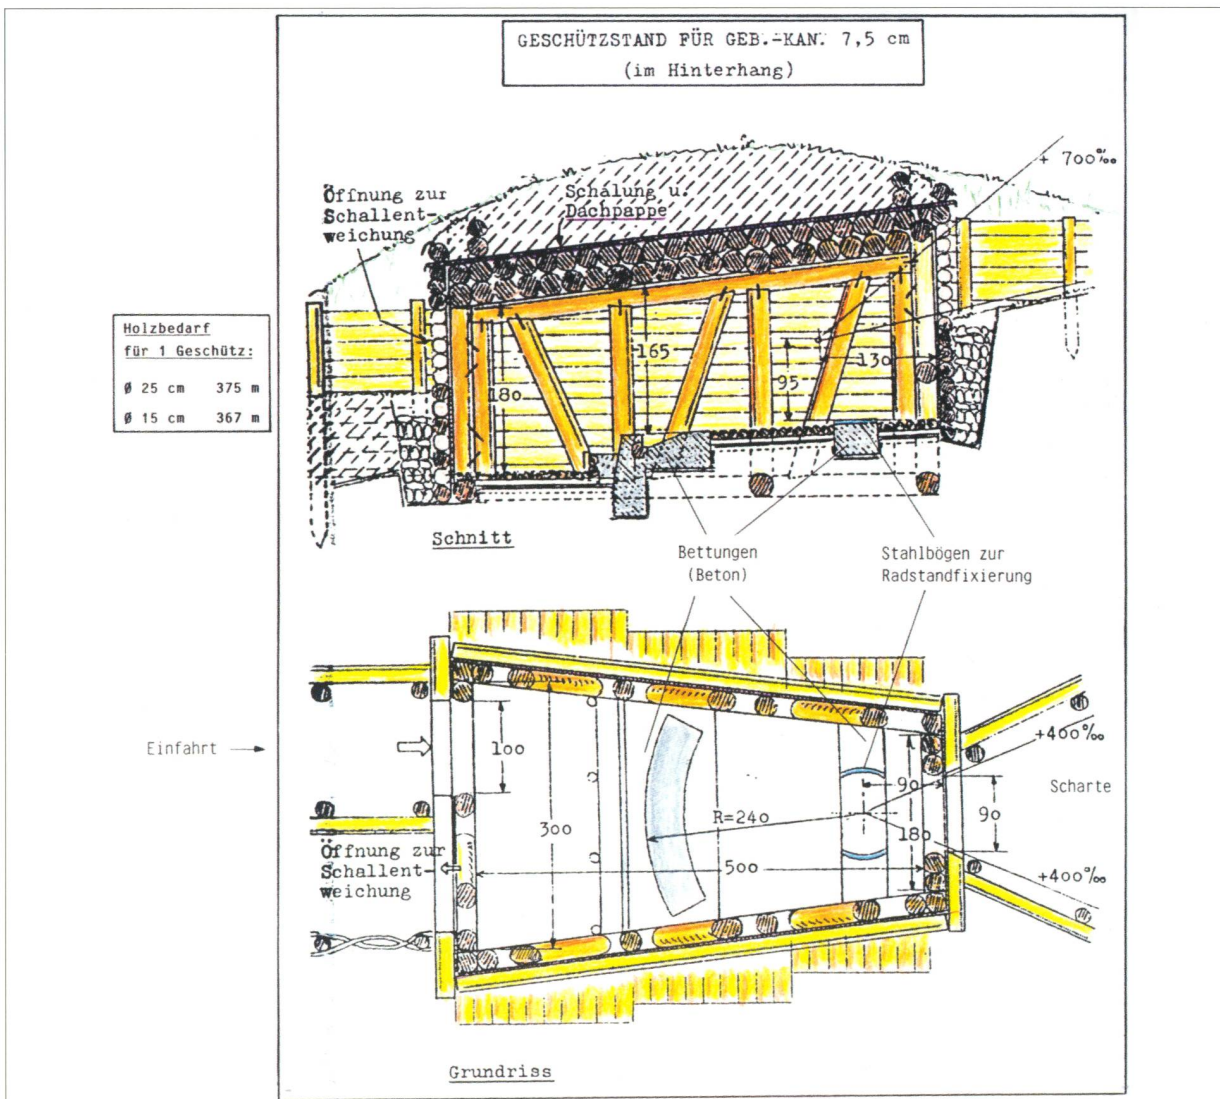 GESCHÜTZSTAND FÜR GEB.-KAN. 7,5 cm
(im Hinterhang)
+ 700‰
Öffnung zur
Schallent-
weichung
Schalung u.
Dachpappe
Holzbedarf
für 1 Geschütz:
Ø 25 cm 375 m
Ø 15 cm 367 m
165
130
95
180
Schnitt
Bettungen
(Beton)
Stahlbögen zur
Radstandfixierung
Einfahrt
100
+400‰
Scharte
90
90
R=240
300
180
Öffnung zur
Schallent-
weichung
500
+400‰
Grundriss